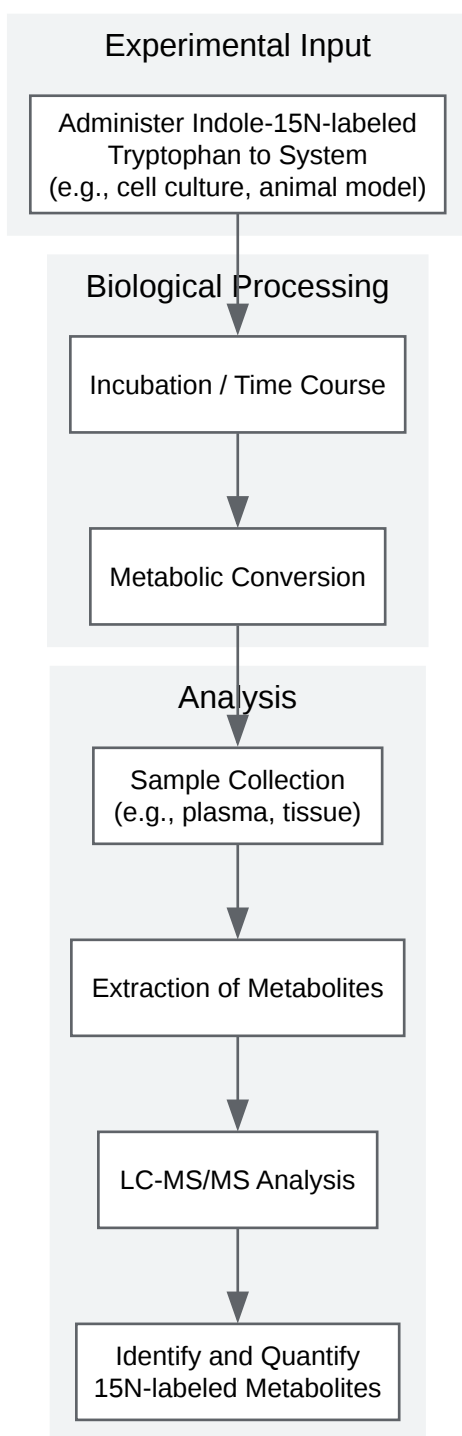 Experimental Input
Administer Indole-15N-labeled
Tryptophan to System
(e.g., cell culture, animal model)
Biological Processing
Incubation / Time Course
Metabolic Conversion
Analysis
Sample Collection
(e.g., plasma, tissue)
Extraction of Metabolites
LC-MS/MS Analysis
Identify and Quantify
15N-labeled Metabolites